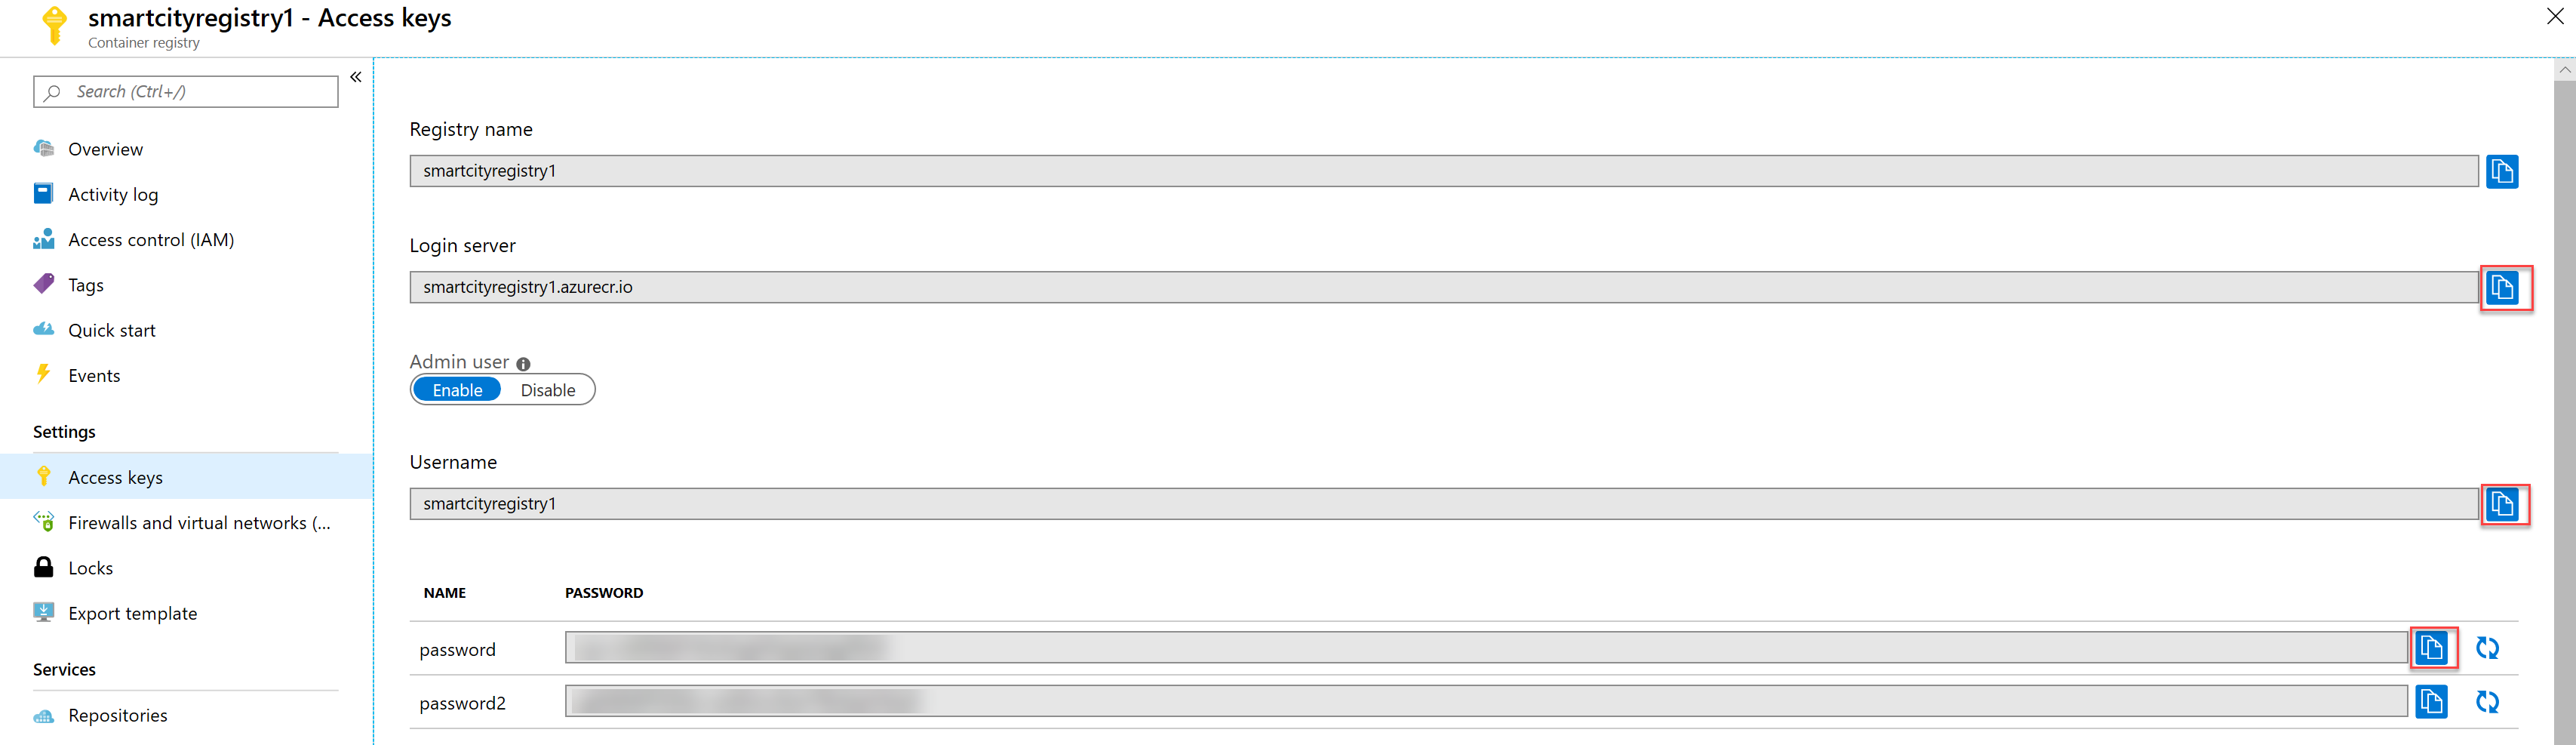 smartcityregistry1 - Access keys
Container registry
Search (Ctrl+/)
Overview
Activity log
Access control (IAM)
Tags
Quick start
Events
Settings
Access keys
Firewalls and virtual networks (...
Locks
Export template
Services
Repositories
Registry name
smartcityregistry1
Login server
smartcityregistry1.azurecr.io
Admin user
Enable Disable
Username
smartcityregistry1
NAME PASSWORD
password
password2